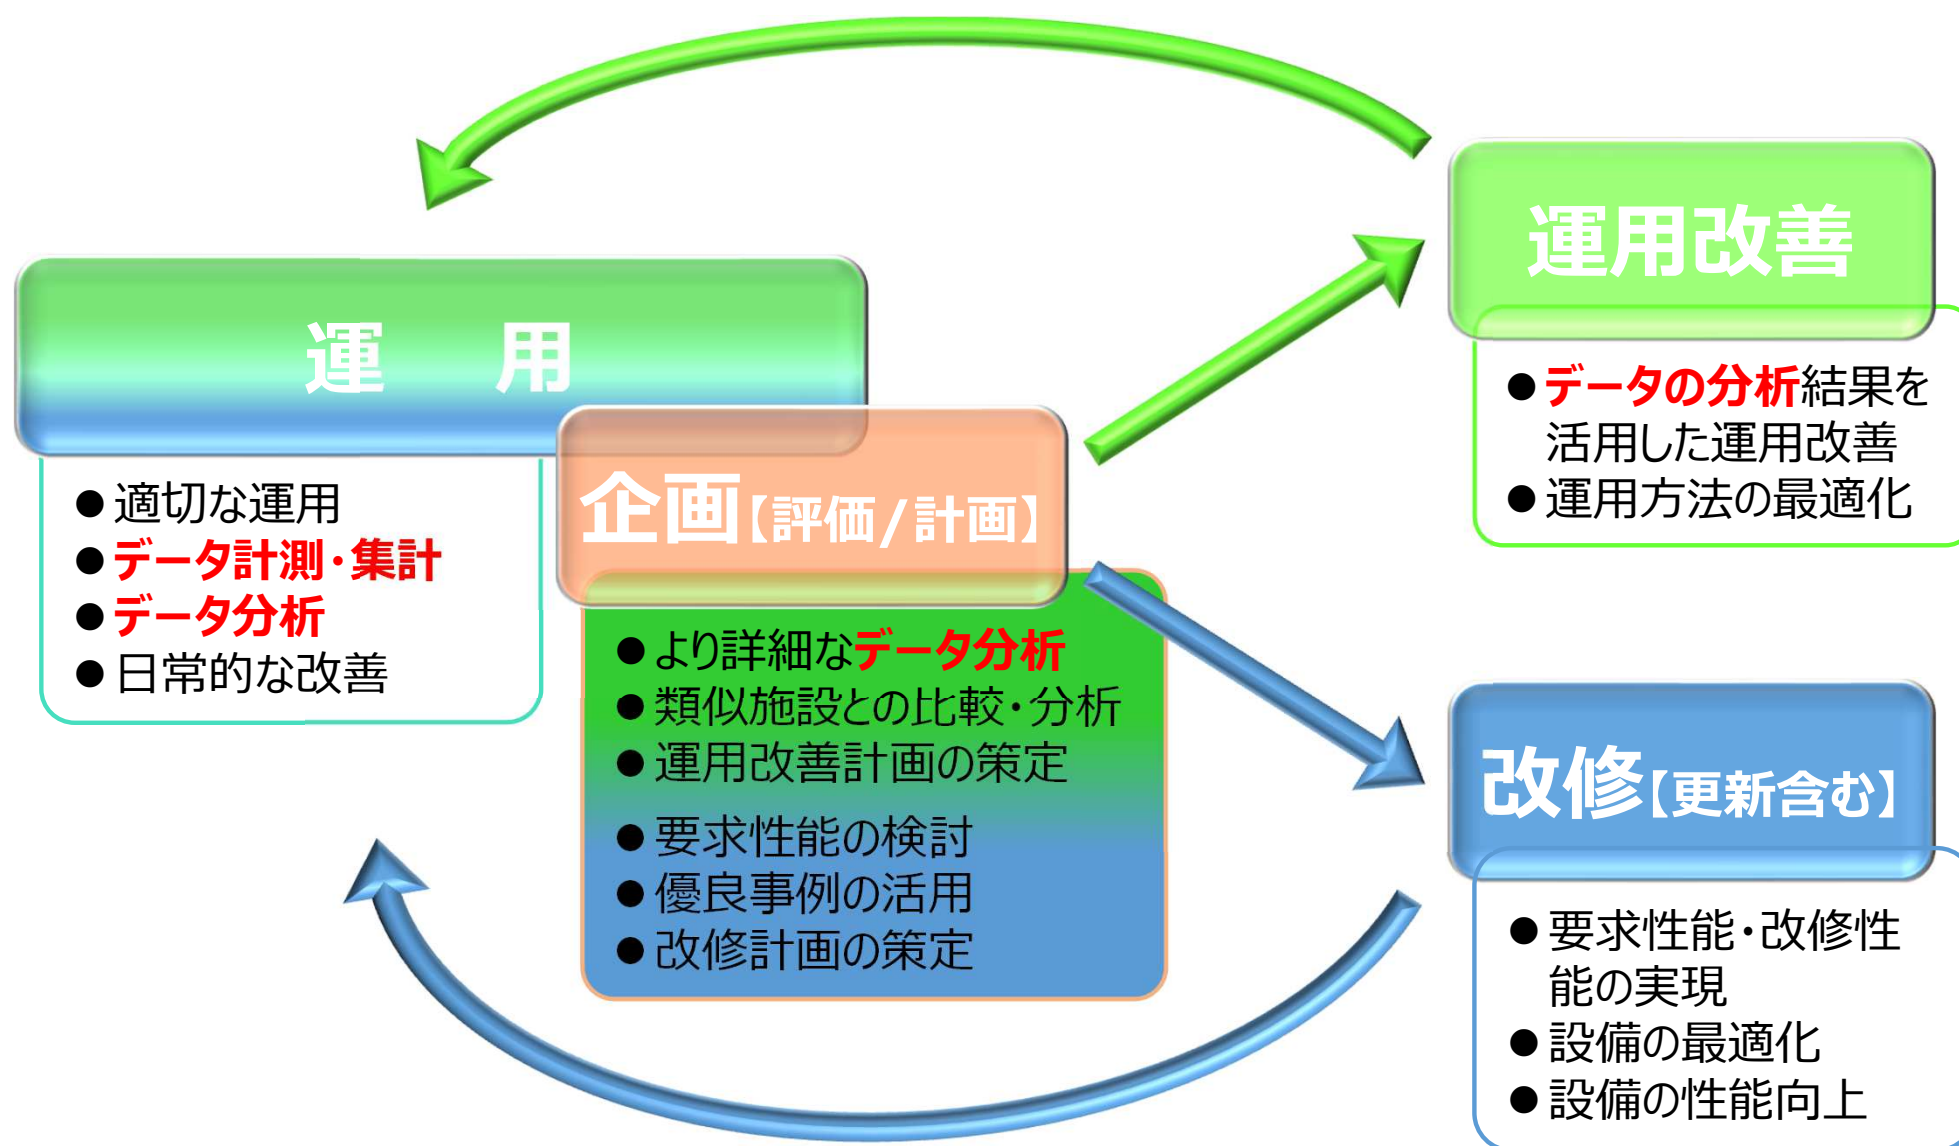 運用
● 適切な運用
● データ計測・集計
● データ分析
● 日常的な改善
企画【評価/計画】
● より詳細なデータ分析
● 類似施設との比較・分析
● 運用改善計画の策定
● 要求性能の検討
● 優良事例の活用
● 改修計画の策定
運用改善
● データの分析結果を
活用した運用改善
● 運用方法の最適化
改修【更新含む】
● 要求性能・改修性
能の実現
● 設備の最適化
● 設備の性能向上